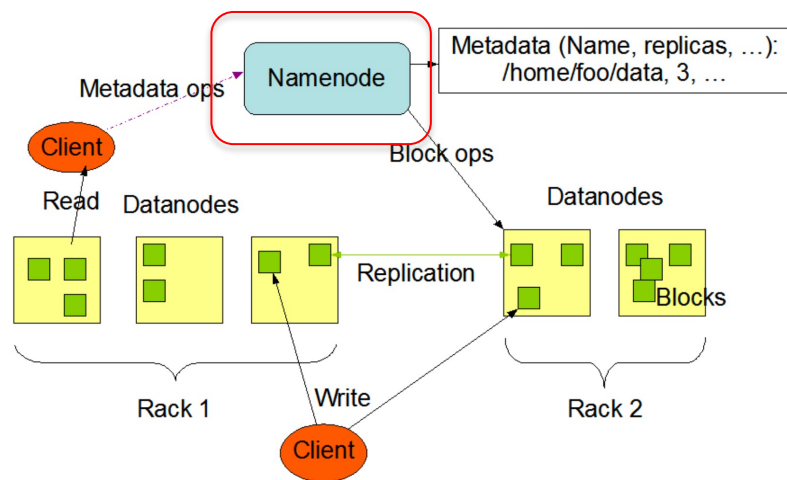 Metadata (Name, replicas, …):
/home/foo/data, 3, …
Namenode
Metadata ops
Client
Block ops
Read
Datanodes
Datanodes
Replication
Blocks
Write
Rack 1
Rack 2
Client